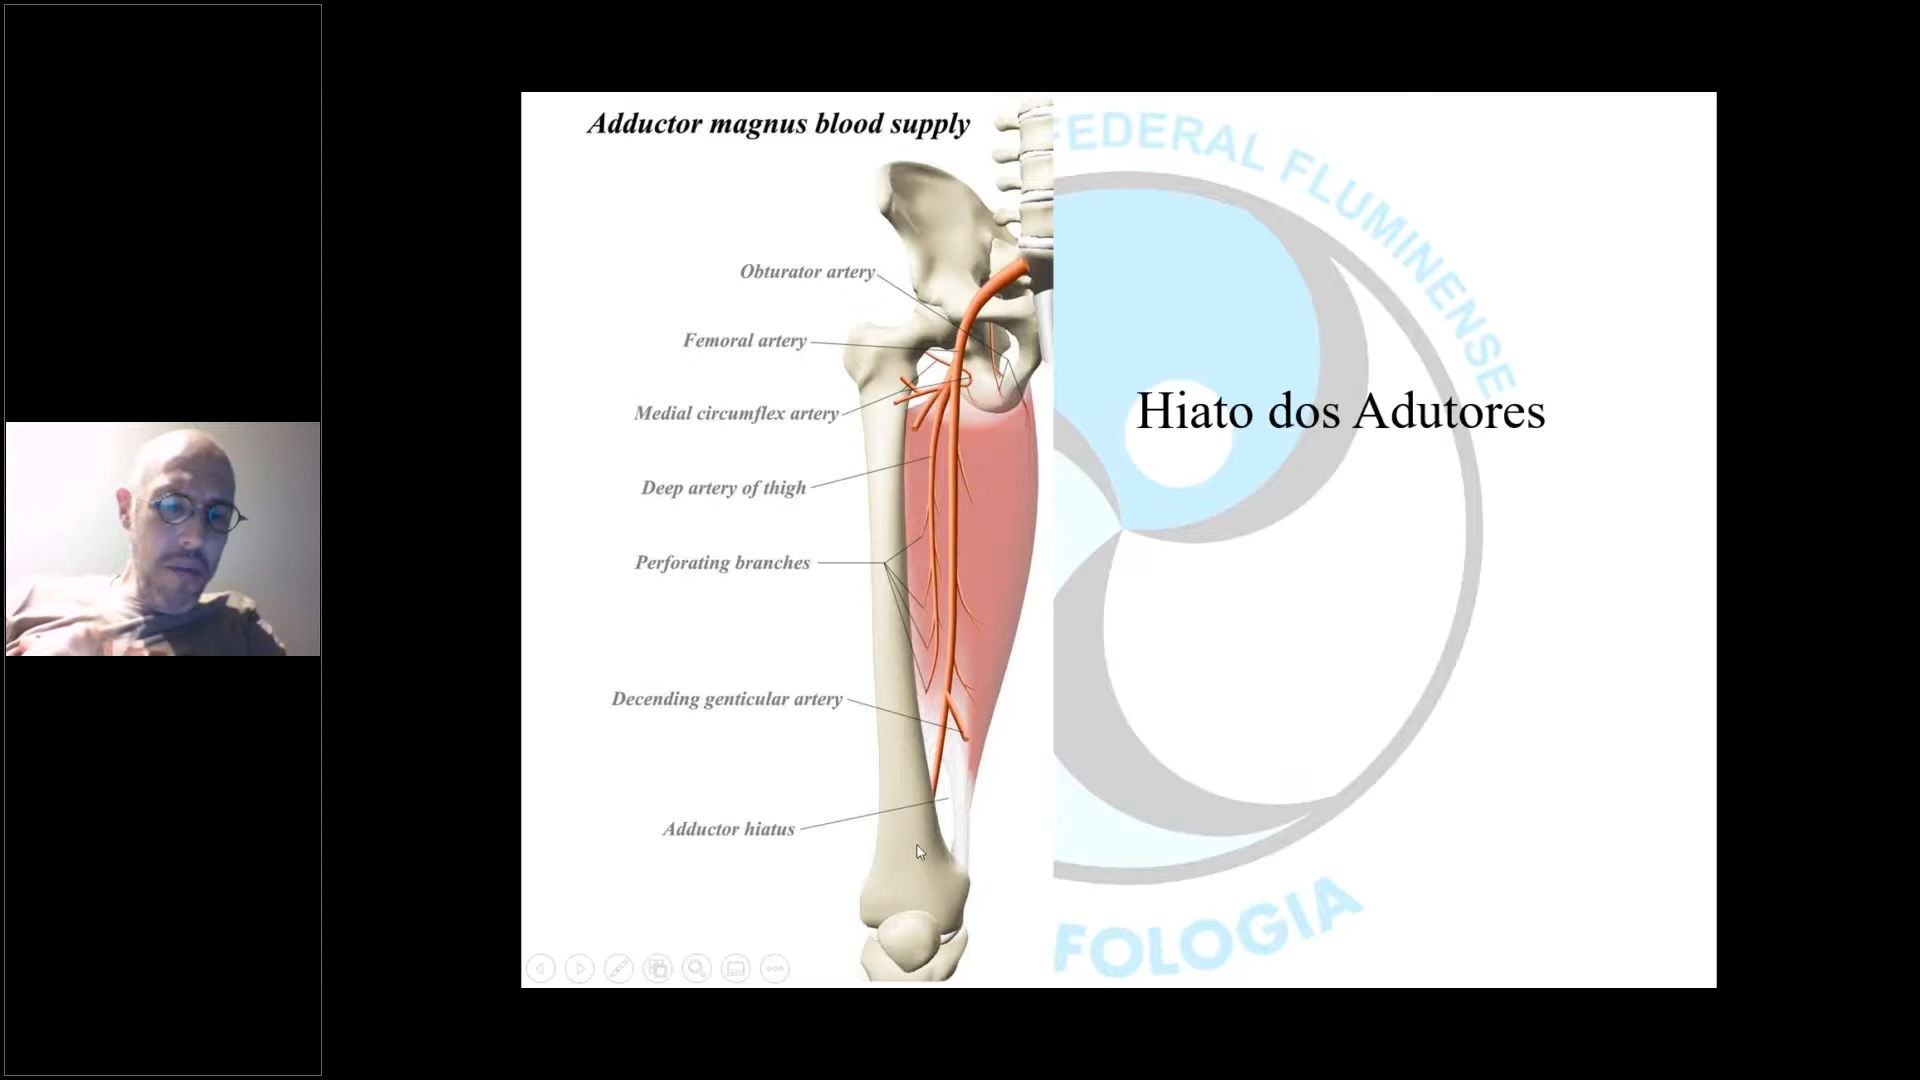 Adductor magnus blood supply
Obturator artery
Femoral artery
Medial circumflex artery
Deep artery of thigh
Perforating branches
Decending genticular artery
Adductor hiatus
FEDERAL FLUMINENSE
Hiato dos Adutores
FOLOGIA